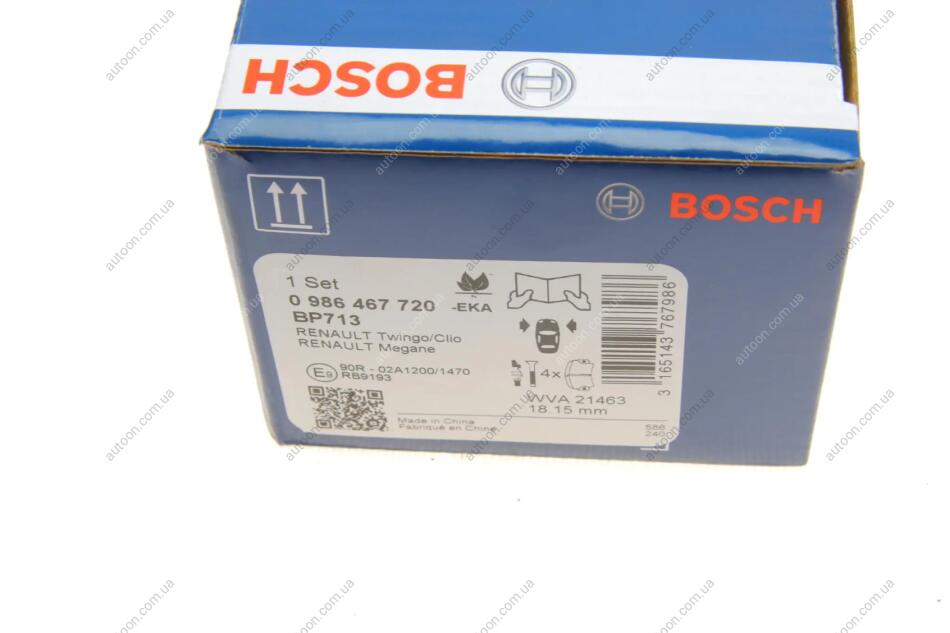 BOSCH
BOSCH
1 Set
0 986 467 720 -EKA
BP713
RENAULT Twingo/Clio
RENAULT Megane
E9 90R - 02A1200/1470
RB9193
4x
WVA 21463
18.15 mm
Made in China
Fabriqué en Chine
3 165143 767986
autoon.com.ua